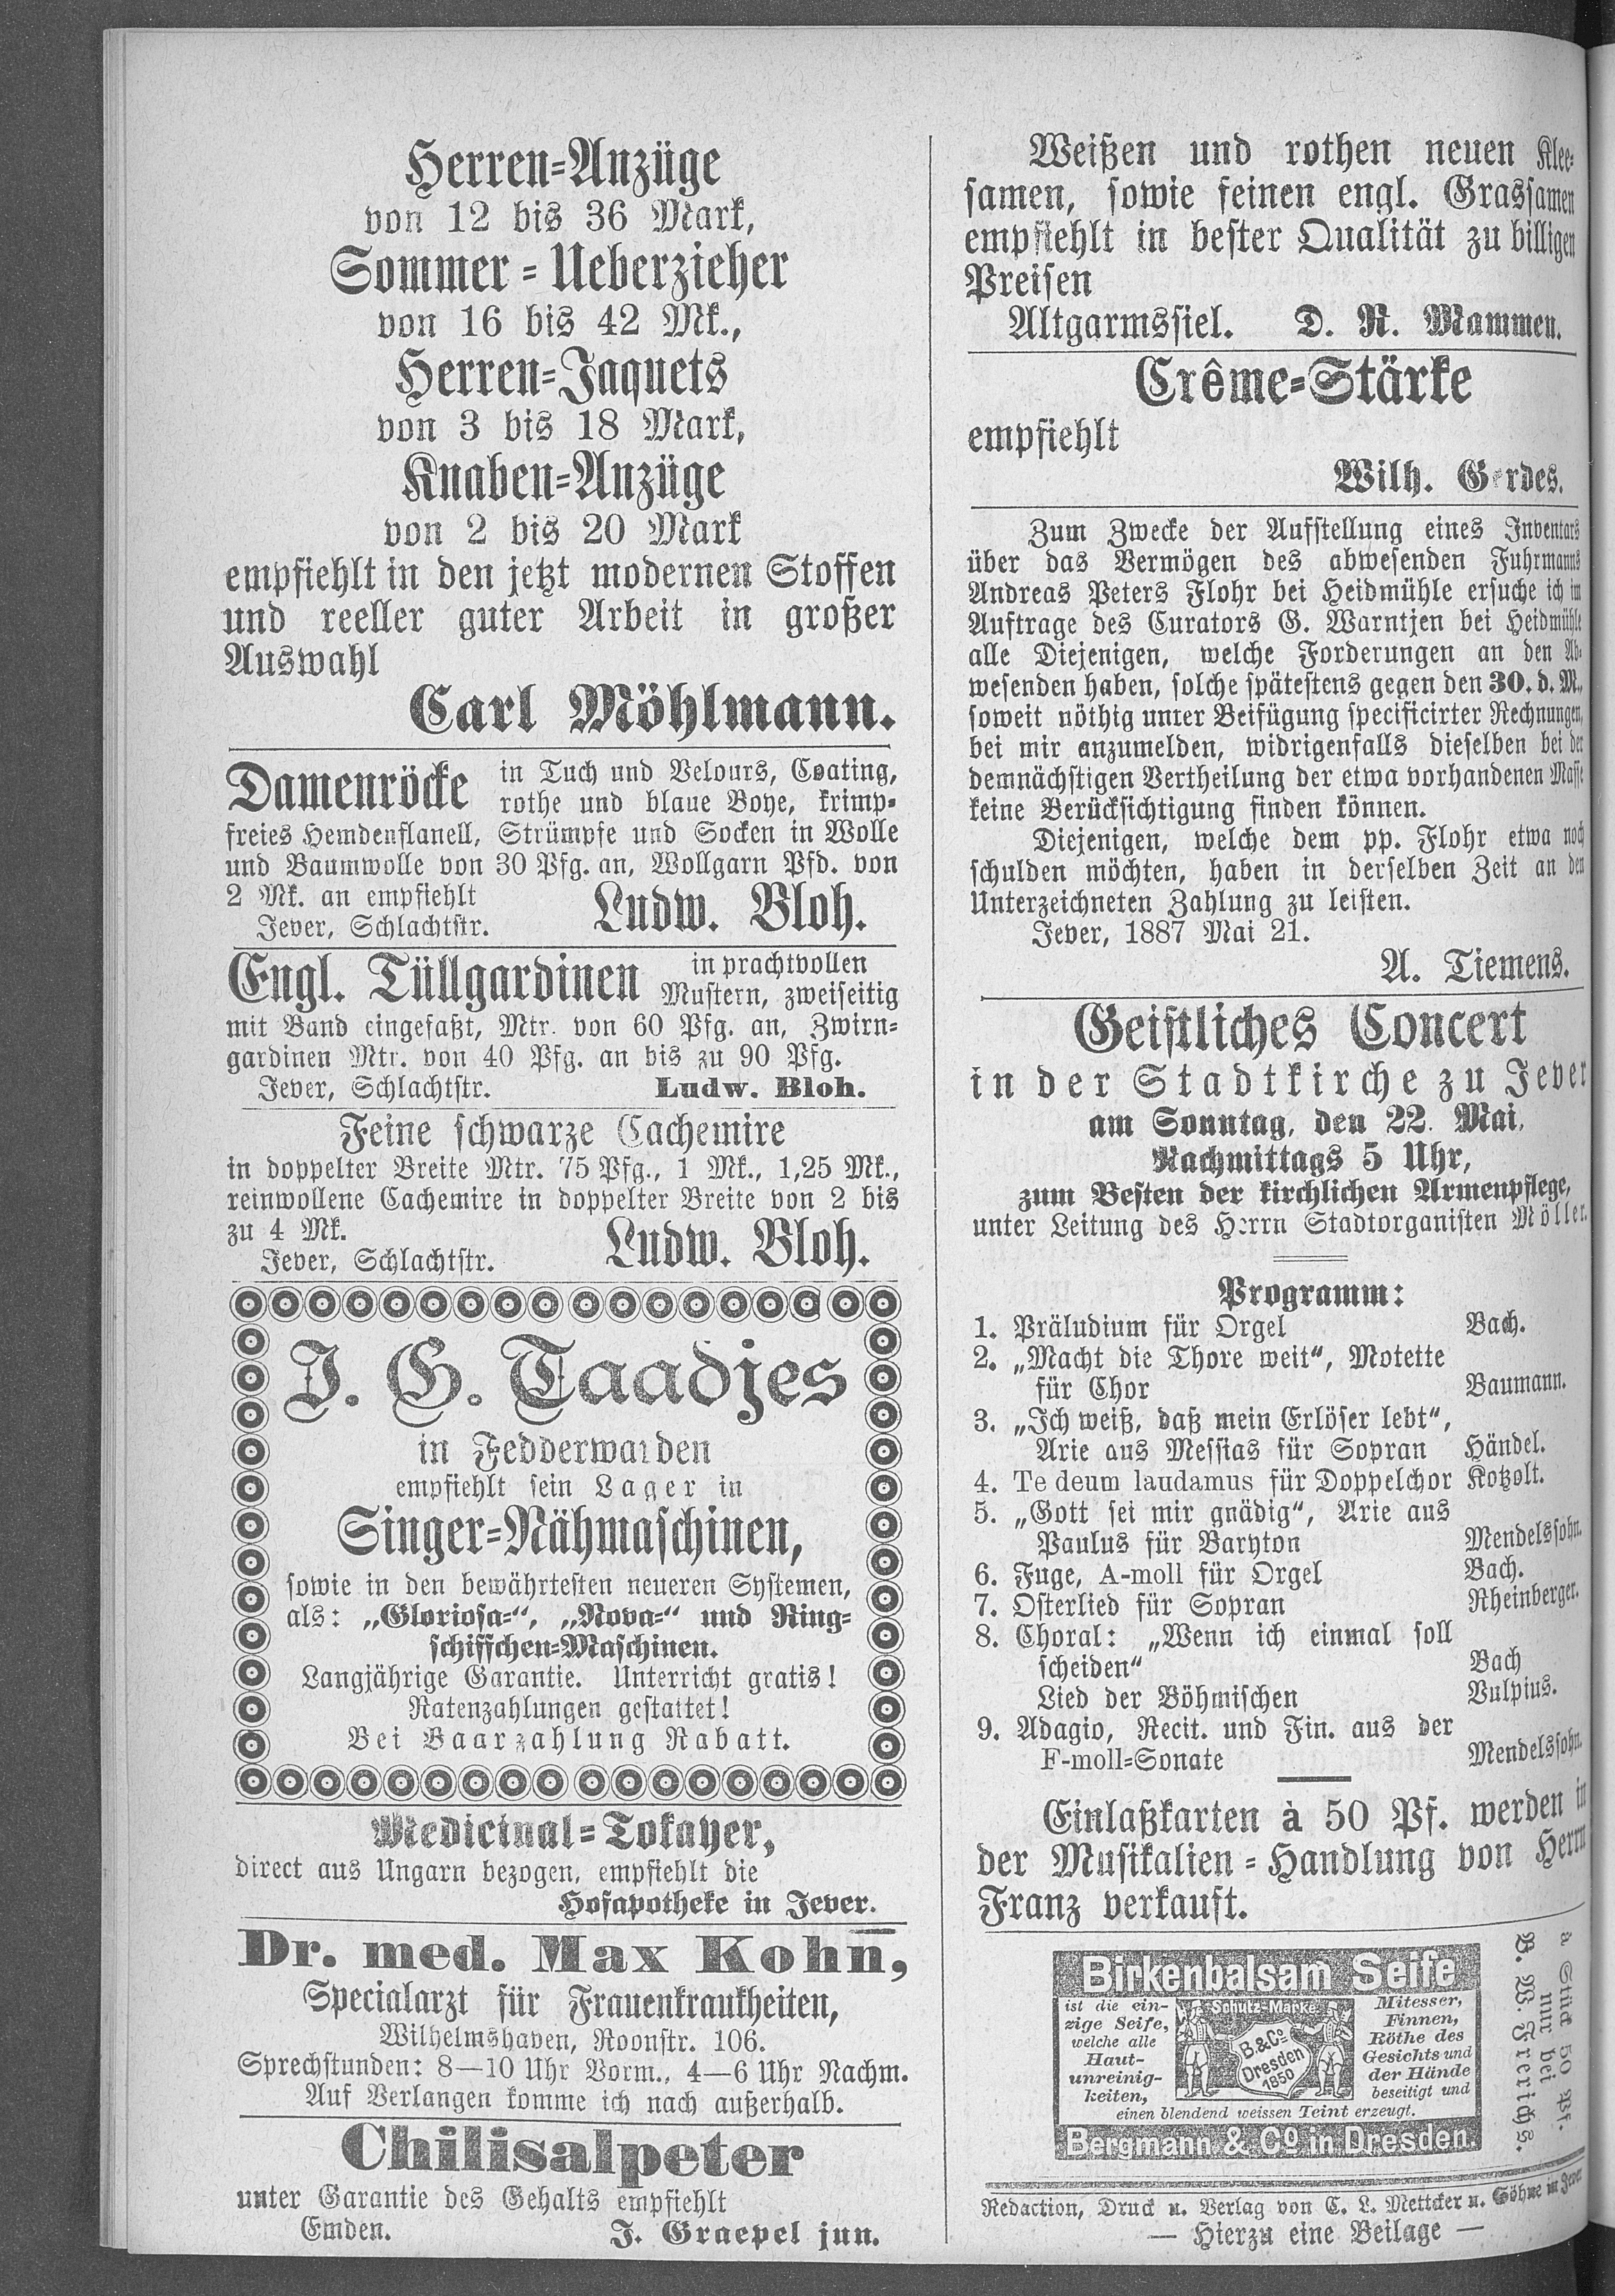 Herren-Anzüge
von 12 bis 36 Mark,
Sommer-Ueberzieher
von 16 bis 42 Mk.,
Herren-Jaquets
von 3 bis 18 Mark,
Knaben-Anzüge
von 2 bis 20 Mark
empfiehlt in den jetzt modernen Stoffen
und reeller guter Arbeit in großer
Auswahl
Carl Möhlmann.
Damenröcke in Tuch und Velours, Coating,
rothe und blaue Boye, krimp-
freies Hemdenflanell, Strümpfe und Socken in Wolle
und Baumwolle von 30 Pfg. an, Wollgarn Pfd. von
2 Mk. an empfiehlt
Jever, Schlachtstr. Ludw. Bloh.
Engl. Tüllgardinen in prachtvollen
Mustern, zweiseitig
mit Band eingefaßt, Mtr. von 60 Pfg. an, Zwirn-
gardinen Mtr. von 40 Pfg. an bis zu 90 Pfg.
Jever, Schlachtstr. Ludw. Bloh.
Feine schwarze Cachemire
in doppelter Breite Mtr. 75 Pfg., 1 Mk., 1,25 Mk.,
reinwollene Cachemire in doppelter Breite von 2 bis
zu 4 Mk.
Jever, Schlachtstr. Ludw. Bloh.
J. H. Taadjes
in Fedderwarden
empfiehlt sein Lager in
Singer-Nähmaschinen,
sowie in den bewährtesten neueren Systemen,
als: „Gloriosa-“, „Nova-“ und Ring-
schiffchen-Maschinen.
Langjährige Garantie. Unterricht gratis!
Ratenzahlungen gestattet!
Bei Baarzahlung Rabatt.
Medicinal-Tokayer,
direct aus Ungarn bezogen, empfiehlt die
Hofapotheke in Jever.
Dr. med. Max Kohn,
Specialarzt für Frauenkrankheiten,
Wilhelmshaven, Roonstr. 106.
Sprechstunden: 8—10 Uhr Vorm., 4—6 Uhr Nachm.
Auf Verlangen komme ich nach außerhalb.
Chilisalpeter
unter Garantie des Gehalts empfiehlt
Emden. J. Graepel jun.
Weißen und rothen neuen Klee-
samen, sowie feinen engl. Grassamen
empfiehlt in bester Qualität zu billigen
Preisen
Altgarmssiel. D. R. Mammen.
Crême-Stärke
empfiehlt
Wilh. Gerdes.
Zum Zwecke der Aufstellung eines Inventars
über das Vermögen des abwesenden Fuhrmanns
Andreas Peters Flohr bei Heidmühle ersuche ich im
Auftrage des Curators G. Warntjen bei Heidmühle
alle Diejenigen, welche Forderungen an den Ab-
wesenden haben, solche spätestens gegen den 30. d. M.,
soweit nöthig unter Beifügung specificirter Rechnungen,
bei mir anzumelden, widrigenfalls dieselben bei der
demnächstigen Vertheilung der etwa vorhandenen Masse
keine Berücksichtigung finden können.
Diejenigen, welche dem pp. Flohr etwa noch
schulden möchten, haben in derselben Zeit an den
Unterzeichneten Zahlung zu leisten.
Jever, 1887 Mai 21.
A. Tiemens.
Geistliches Concert
in der Stadtkirche zu Jever
am Sonntag, den 22. Mai,
Nachmittags 5 Uhr,
zum Besten der kirchlichen Armenpflege,
unter Leitung des Herrn Stadtorganisten Möller.
Programm:
1. Präludium für Orgel Bach.
2. „Macht die Thore weit“, Motette
für Chor Baumann.
3. „Ich weiß, daß mein Erlöser lebt“,
Arie aus Messias für Sopran Händel.
4. Te deum laudamus für Doppelchor Kotzolt.
5. „Gott sei mir gnädig“, Arie aus
Paulus für Baryton Mendelssohn.
6. Fuge, A-moll für Orgel Bach.
7. Osterlied für Sopran Rheinberger.
8. Choral: „Wenn ich einmal soll
scheiden“ Bach
Lied der Böhmischen Vulpius.
9. Adagio, Recit. und Fin. aus der
F-moll-Sonate Mendelssohn.
Einlaßkarten à 50 Pf. werden in
der Musikalien-Handlung von Herrn
Franz verkauft.
Birkenbalsam Seife
ist die ein-
zige Seife,
welche alle
Haut-
unreinig-
keiten,
Schutz-Marke
B & Co
Dresden
1850
Mitesser,
Finnen,
Röthe des
Gesichts und
der Hände
beseitigt und
einen blendend weissen Teint erzeugt.
Bergmann & Co in Dresden.
a Stück 50 Pf.
nur bei
B. W. Frerichs.
Redaction, Druck u. Verlag von C. L. Mettcker u. Söhne in Jever
— Hierzu eine Beilage —